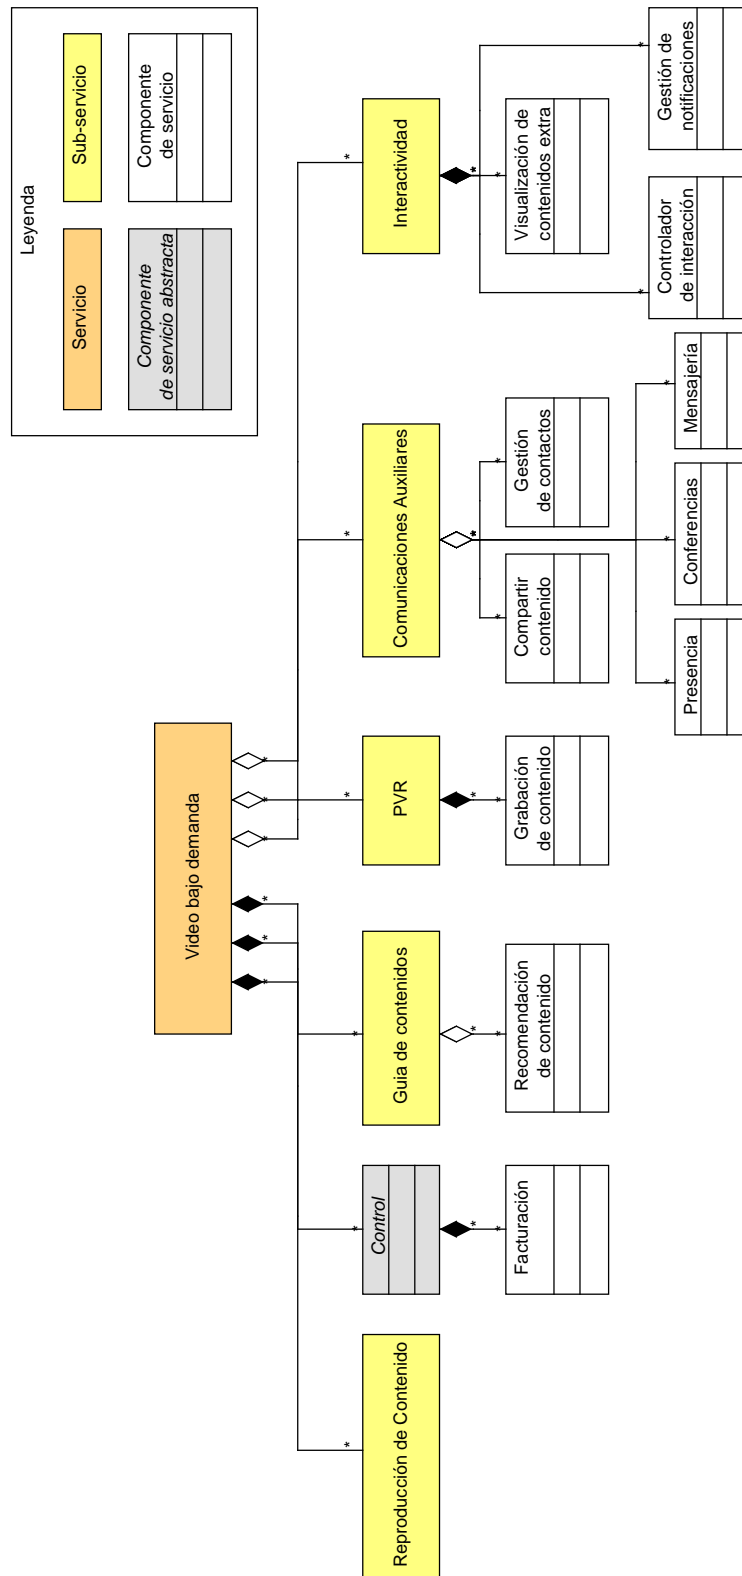 Leyenda
Servicio
Sub-servicio
Componente
de servicio abstracta
Componente
de servicio
Video bajo demanda
*
*
*
*
*
*
Reproducción de Contenido
*
Control
*
Guia de contenidos
*
PVR
*
Comunicaciones Auxiliares
*
Interactividad
*
Facturación
*
*
Recomendación
de contenido
*
*
Grabación
de contenido
*
*
Compartir
contenido
*
*
Gestión
de contactos
*
Presencia
*
Conferencias
*
Mensajería
*
Visualización de
contenidos extra
*
*
Controlador
de interacción
*
Gestión de
notificaciones
*